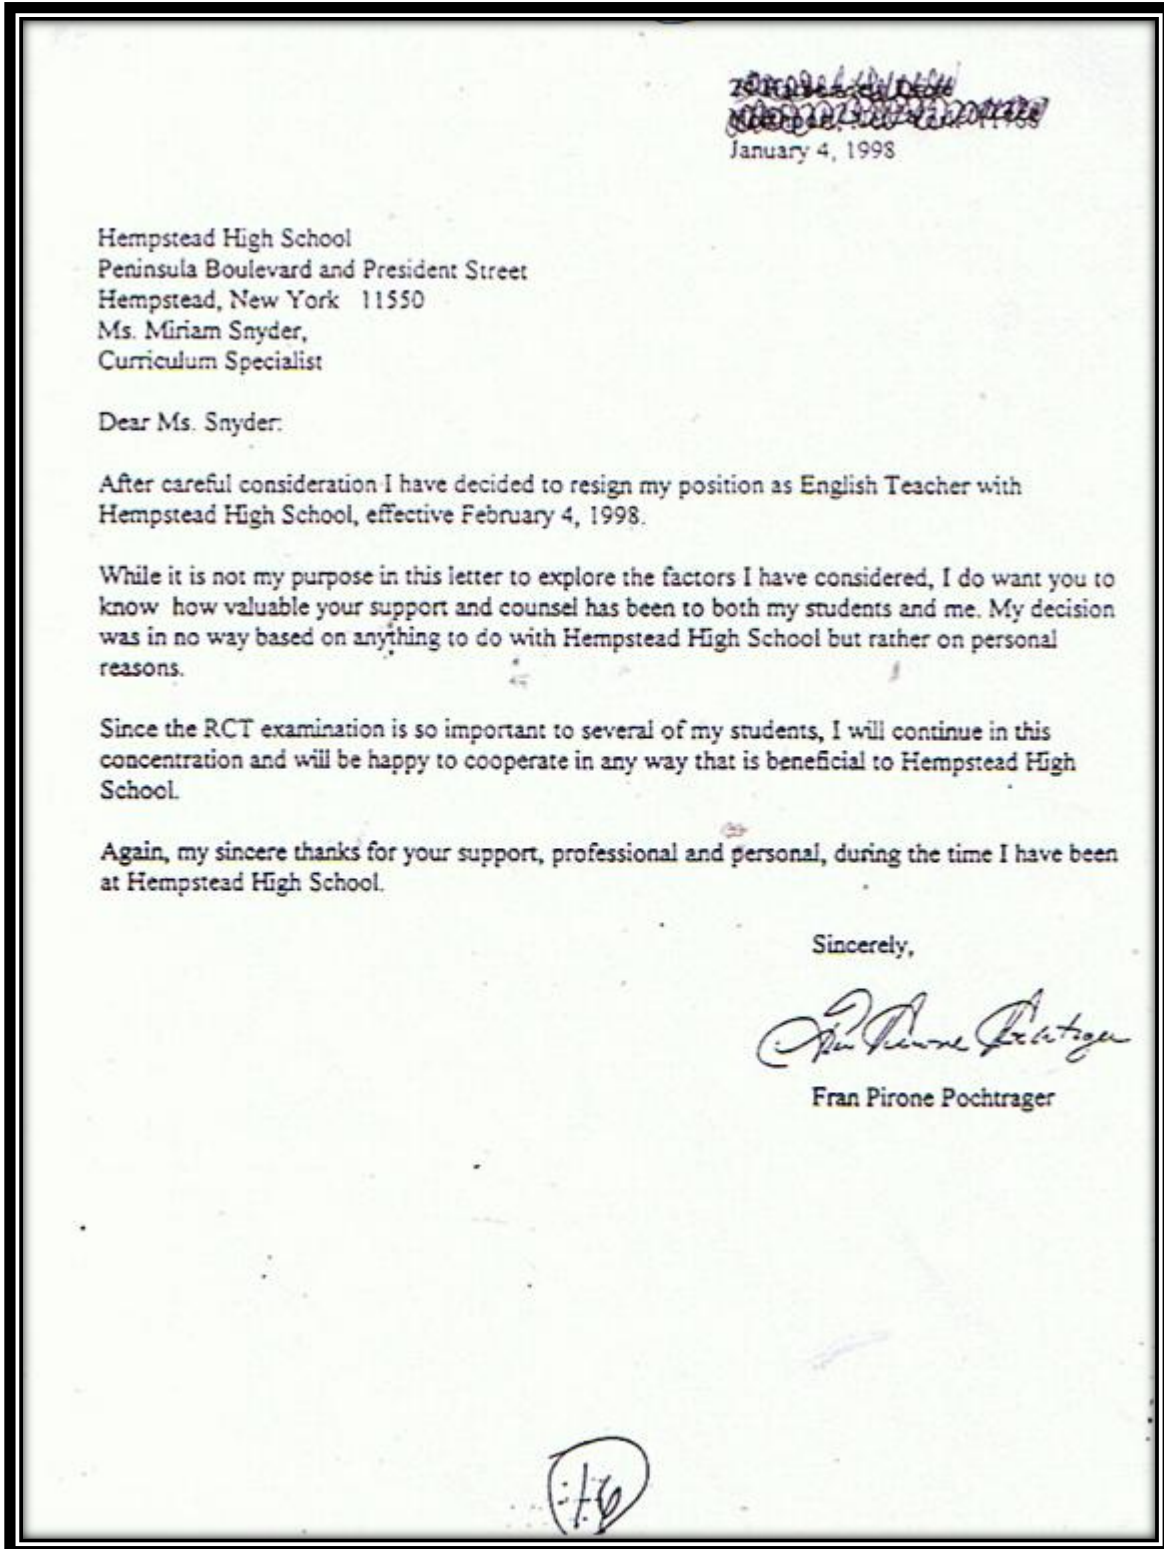 January 4, 1998
Hempstead High School
Peninsula Boulevard and President Street
Hempstead, New York 11550
Ms. Miriam Snyder,
Curriculum Specialist
Dear Ms. Snyder:
After careful consideration I have decided to resign my position as English Teacher with
Hempstead High School, effective February 4, 1998.
While it is not my purpose in this letter to explore the factors I have considered, I do want you to
know how valuable your support and counsel has been to both my students and me. My decision
was in no way based on anything to do with Hempstead High School but rather on personal
reasons.
Since the RCT examination is so important to several of my students, I will continue in this
concentration and will be happy to cooperate in any way that is beneficial to Hempstead High
School.
Again, my sincere thanks for your support, professional and personal, during the time I have been
at Hempstead High School.
Sincerely,
Fran Pirone Pochtrager
Fran Pirone Pochtrager